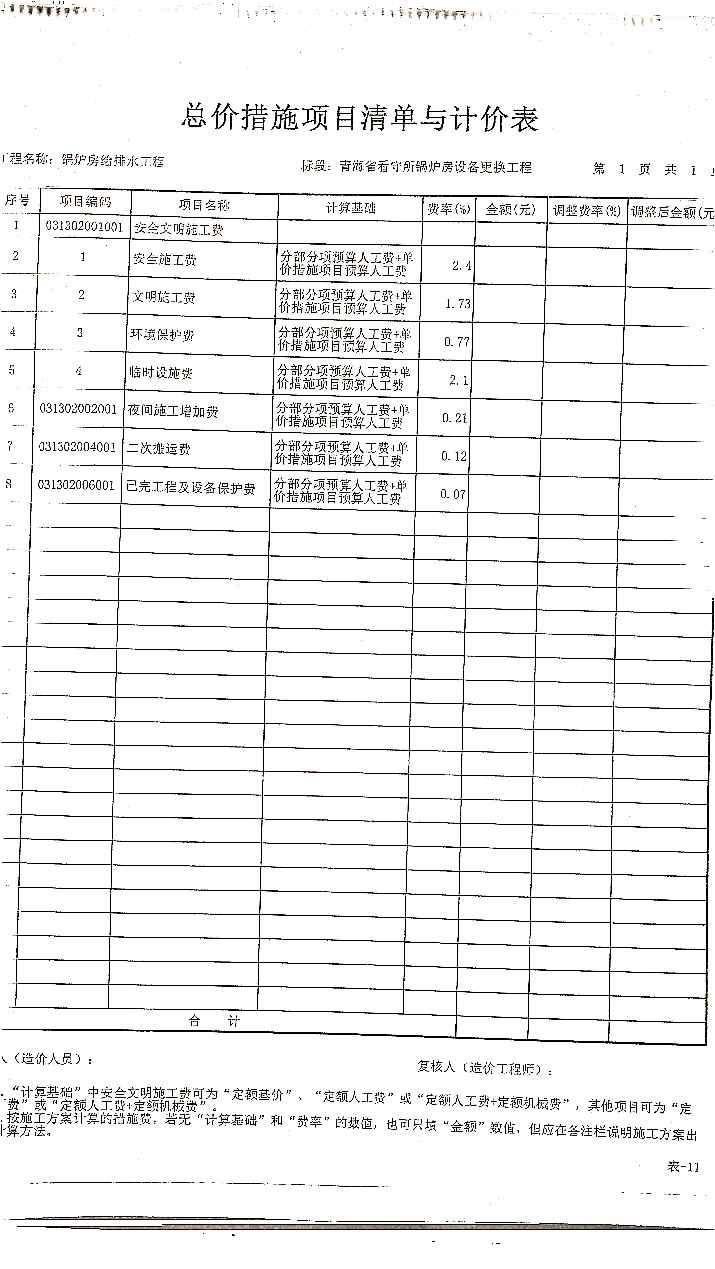 总价措施项目清单与计价表
工程名称：锅炉房给排水工程 标段：青海省看守所锅炉房设备更换工程 第 1 页 共 1
序号 项目编码 项目名称 计算基础 费率(%) 金额(元) 调整费率(%) 调整后金额(元
1 031302001001 安全文明施工费
2 1 安全施工费 分部分项预算人工费+单
价措施项目预算人工费 2.4
3 2 文明施工费 分部分项预算人工费+单
价措施项目预算人工费 1.73
4 3 环境保护费 分部分项预算人工费+单
价措施项目预算人工费 0.77
5 4 临时设施费 分部分项预算人工费+单
价措施项目预算人工费 2.1
6 031302002001 夜间施工增加费 分部分项预算人工费+单
价措施项目预算人工费 0.21
7 031302004001 二次搬运费 分部分项预算人工费+单
价措施项目预算人工费 0.12
8 031302006001 已完工程及设备保护费 分部分项预算人工费+单
价措施项目预算人工费 0.07
合 计
人（造价人员）： 复核人（造价工程师）：
“计算基础”中安全文明施工费可为“定额基价”、“定额人工费”或“定额人工费+定额机械费”，其他项目可为“定
费”或“定额人工费+定额机械费”。
按施工方案计算的措施费，若无“计算基础”和“费率”的数值，也可只填“金额”数值，但应在备注栏说明施工方案出
计算方法。
表-11